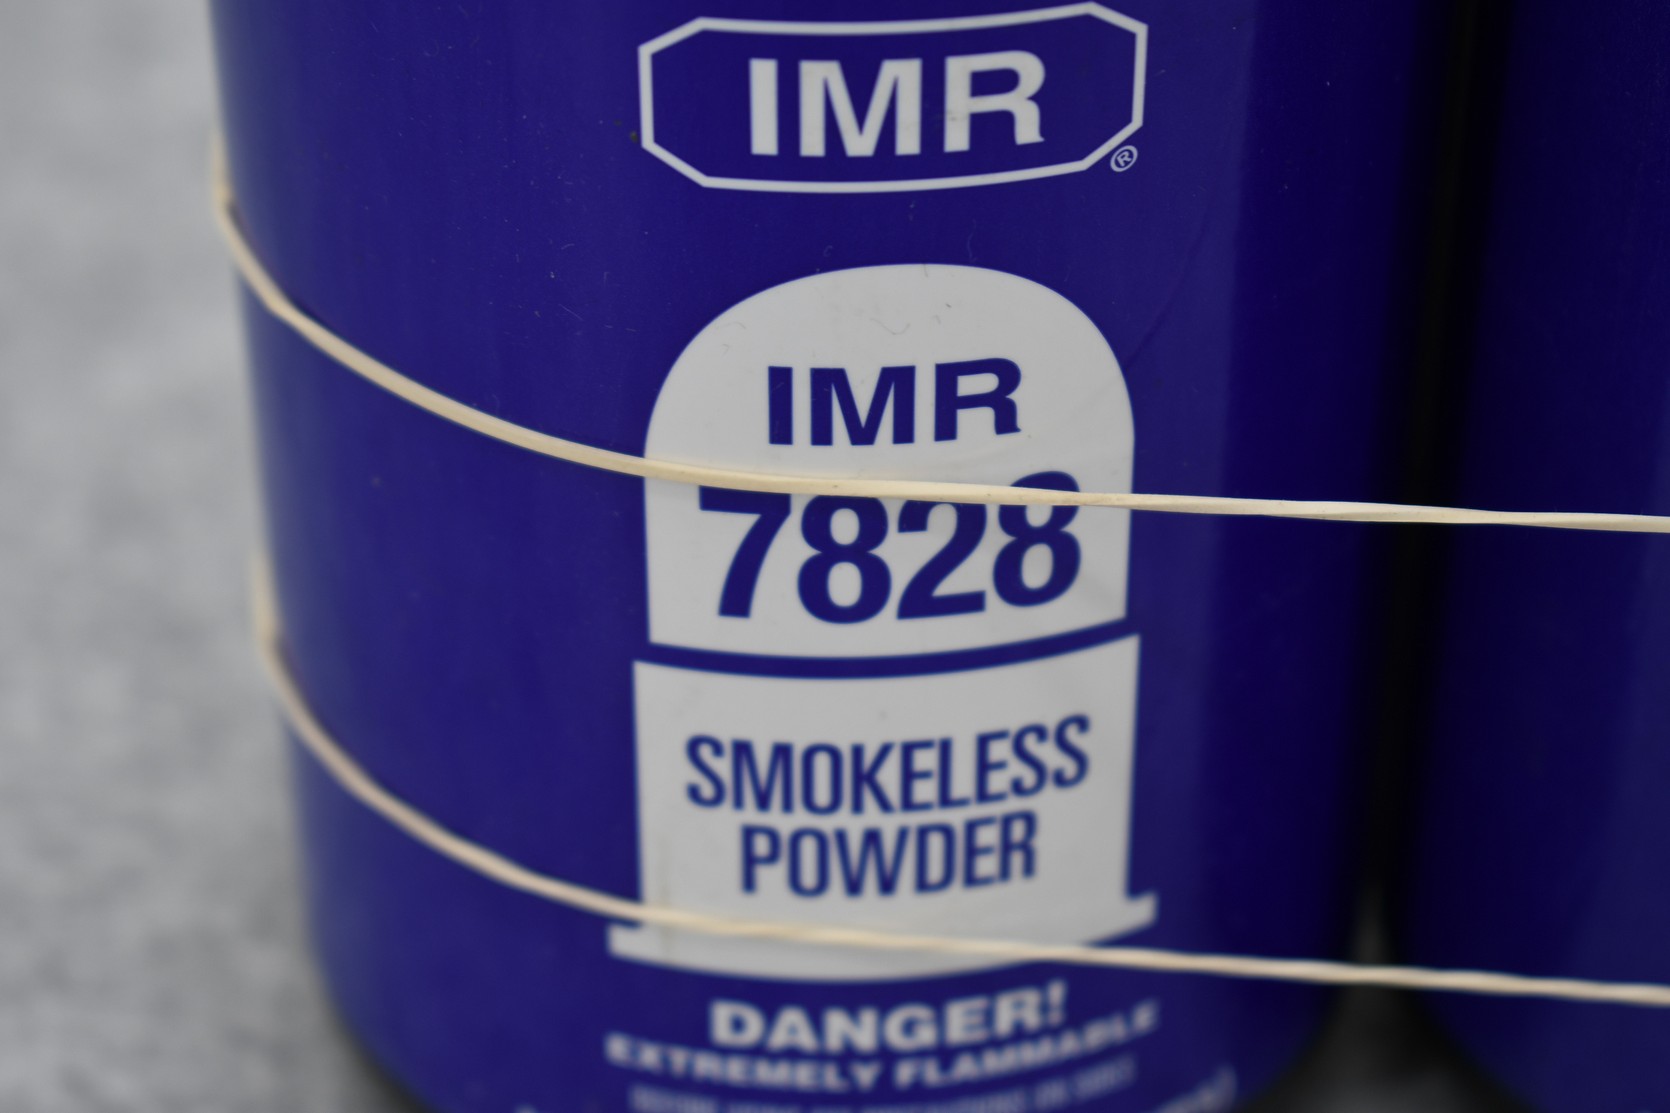 IMR
®
IMR
7828
SMOKELESS
POWDER
DANGER!
EXTREMELY FLAMMABLE